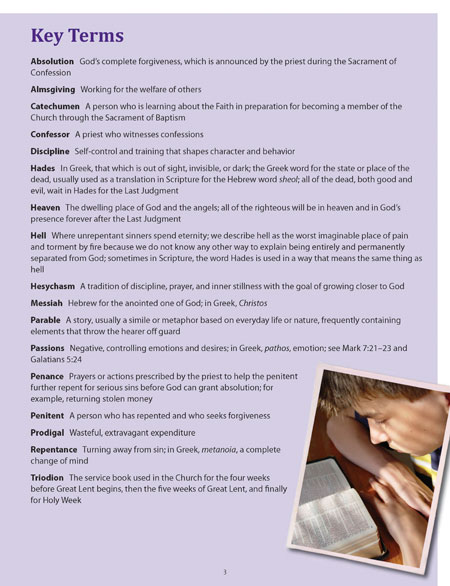 Key Terms
Absolution God's complete forgiveness, which is announced by the priest during the Sacrament of
Confession
Almsgiving Working for the welfare of others
Catechumen A person who is learning about the Faith in preparation for becoming a member of the
Church through the Sacrament of Baptism
Confessor A priest who witnesses confessions
Discipline Self-control and training that shapes character and behavior
Hades In Greek, that which is out of sight, invisible, or dark; the Greek word for the state or place of the
dead, usually used as a translation in Scripture for the Hebrew word sheol; all of the dead, both good and
evil, wait in Hades for the Last Judgment
Heaven The dwelling place of God and the angels; all of the righteous will be in heaven and in God's
presence forever after the Last Judgment
Hell Where unrepentant sinners spend eternity; we describe hell as the worst imaginable place of pain
and torment by fire because we do not know any other way to explain being entirely and permanently
separated from God; sometimes in Scripture, the word Hades is used in a way that means the same thing as
hell
Hesychasm A tradition of discipline, prayer, and inner stillness with the goal of growing closer to God
Messiah Hebrew for the anointed one of God; in Greek, Christos
Parable A story, usually a simile or metaphor based on everyday life or nature, frequently containing
elements that throw the hearer off guard
Passions Negative, controlling emotions and desires; in Greek, pathos, emotion; see Mark 7:21–23 and
Galatians 5:24
Penance Prayers or actions prescribed by the priest to help the penitent
further repent for serious sins before God can grant absolution; for
example, returning stolen money
Penitent A person who has repented and who seeks forgiveness
Prodigal Wasteful, extravagant expenditure
Repentance Turning away from sin; in Greek, metanoia, a complete
change of mind
Triodion The service book used in the Church for the four weeks
before Great Lent begins, then the five weeks of Great Lent, and finally
for Holy Week
3